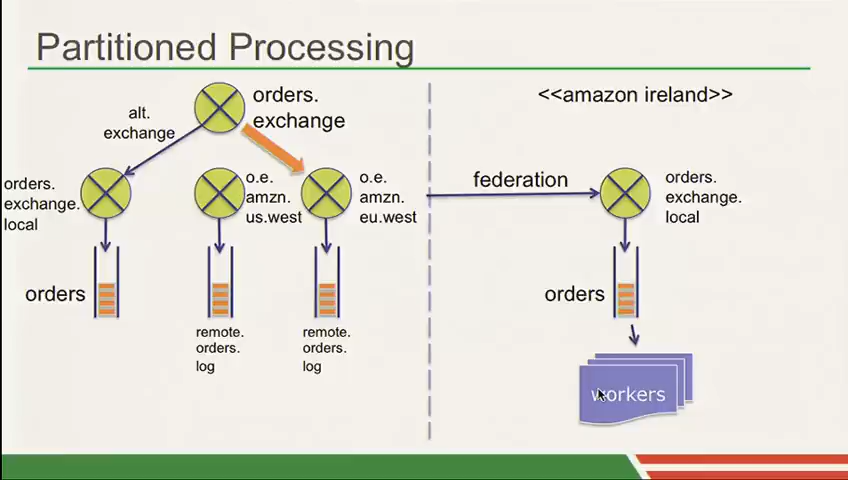 Partitioned Processing
orders.
exchange
<<amazon ireland>>
alt.
exchange
orders.
exchange.
local
o.e.
amzn.
us.west
o.e.
amzn.
eu.west
federation
orders.
exchange.
local
orders
orders
remote.
orders.
log
remote.
orders.
log
workers